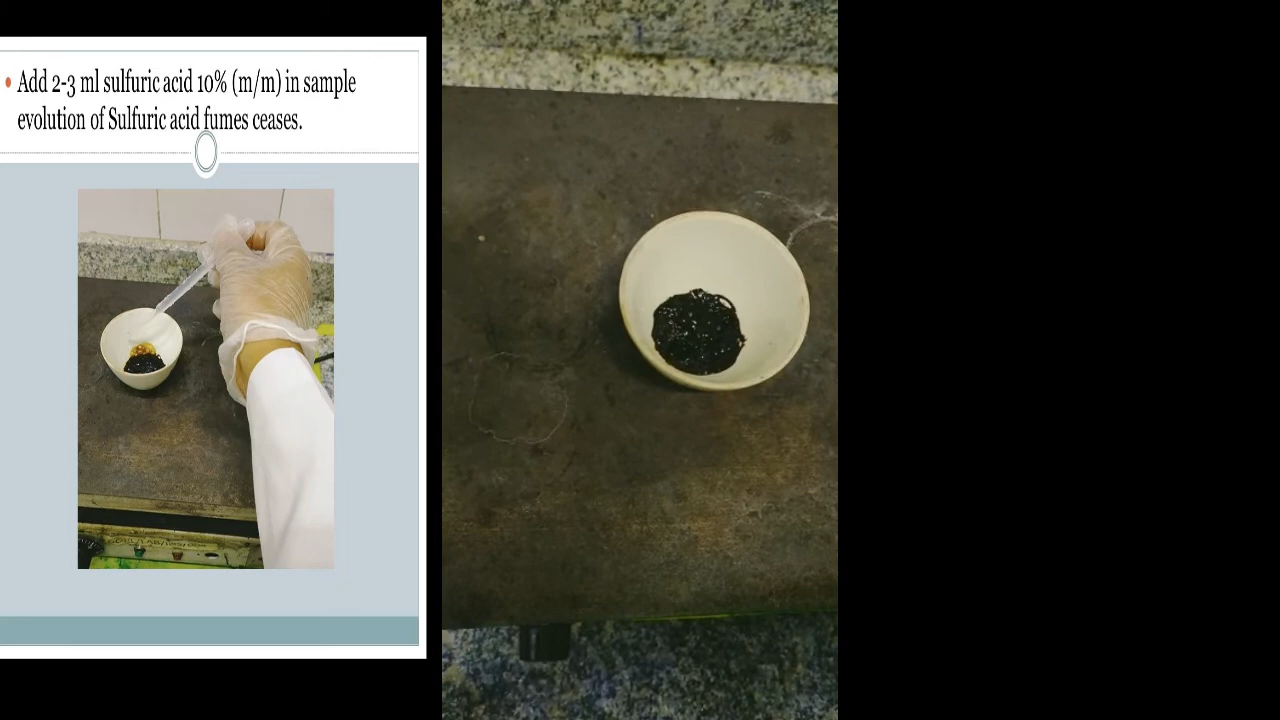 Add 2-3 ml sulfuric acid 10% (m/m) in sample
evolution of Sulfuric acid fumes ceases.